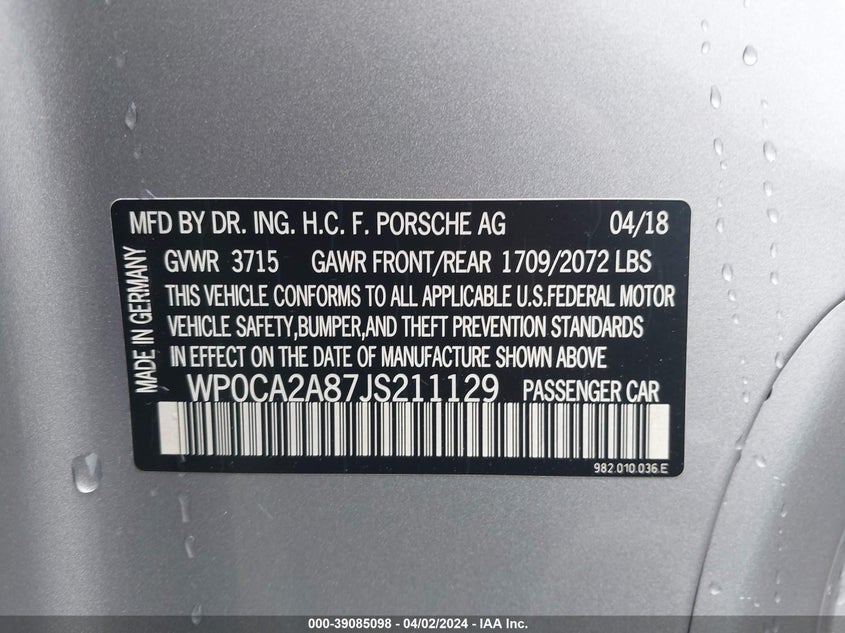 MFD BY DR. ING. H.C. F. PORSCHE AG 04/18
GVWR 3715 GAWR FRONT/REAR 1709/2072 LBS
THIS VEHICLE CONFORMS TO ALL APPLICABLE U.S.FEDERAL MOTOR
VEHICLE SAFETY,BUMPER,AND THEFT PREVENTION STANDARDS
IN EFFECT ON THE DATE OF MANUFACTURE SHOWN ABOVE
WP0CA2A87JS211129 PASSENGER CAR
MADE IN GERMANY
982.010.036.E
000-39085098 - 04/02/2024 - IAA Inc.